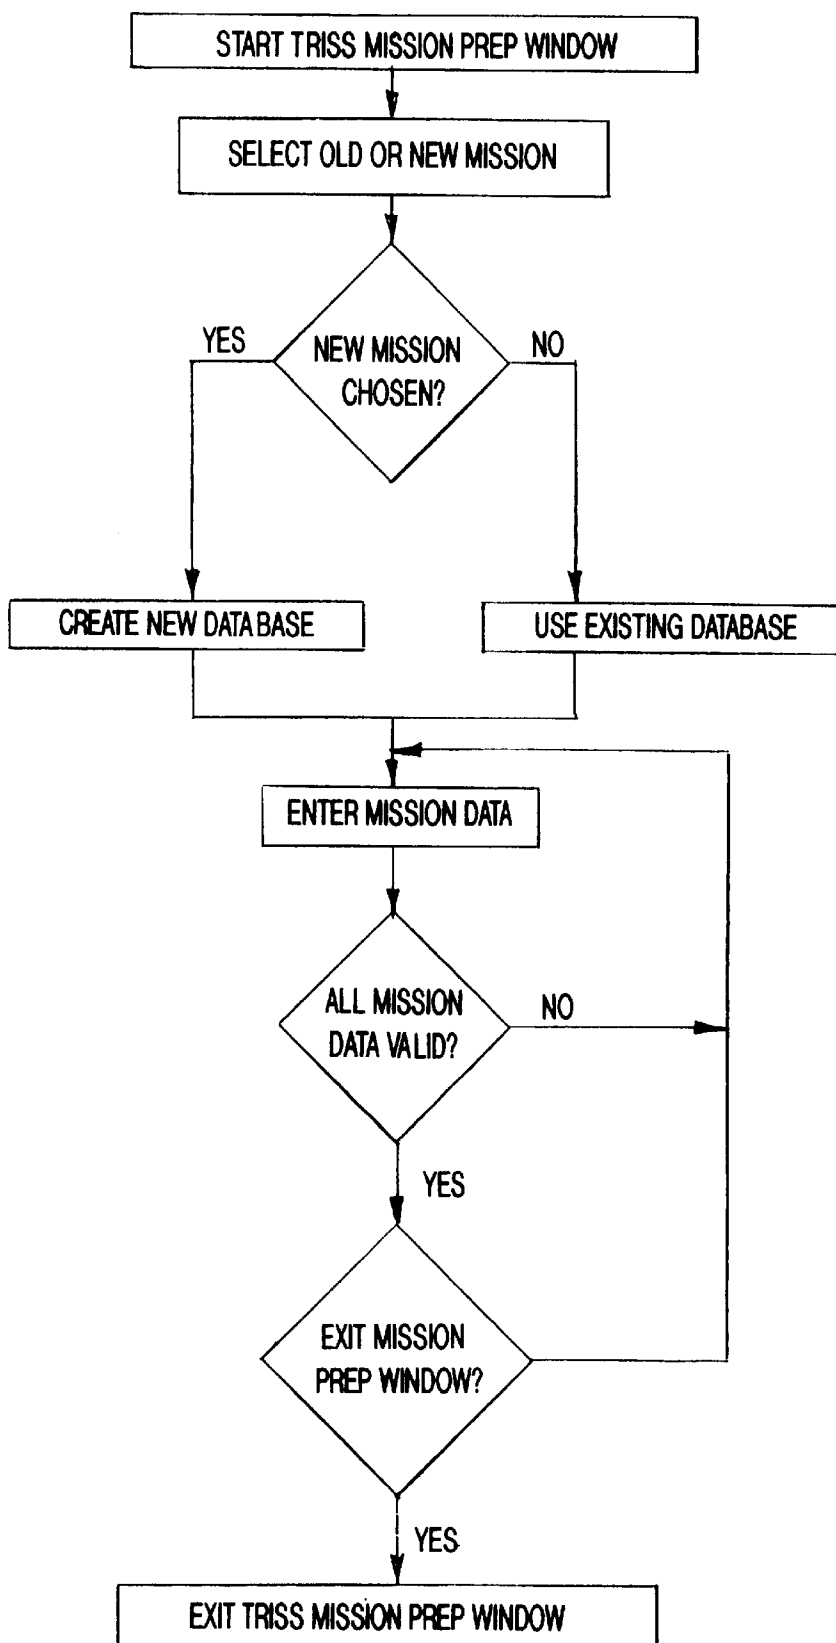 START TRISS MISSION PREP WINDOW
SELECT OLD OR NEW MISSION
YES
NEW MISSION
CHOSEN?
NO
CREATE NEW DATABASE
USE EXISTING DATABASE
ENTER MISSION DATA
ALL MISSION
DATA VALID?
NO
YES
EXIT MISSION
PREP WINDOW?
YES
EXIT TRISS MISSION PREP WINDOW